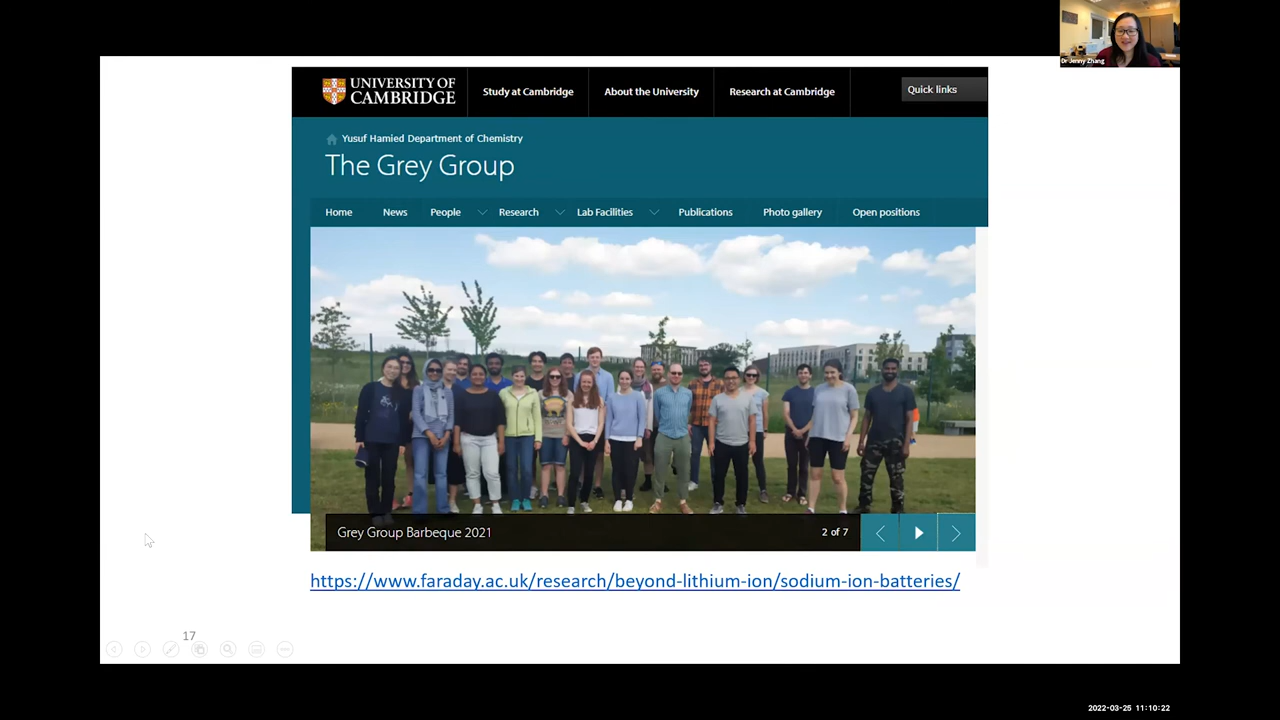 Dr Jenny Zhang
UNIVERSITY OF
CAMBRIDGE
Study at Cambridge
About the University
Research at Cambridge
Quick links
Yusuf Hamied Department of Chemistry
The Grey Group
Home
News
People
Research
Lab Facilities
Publications
Photo gallery
Open positions
Grey Group Barbeque 2021
2 of 7
https://www.faraday.ac.uk/research/beyond-lithium-ion/sodium-ion-batteries/
17
2022-03-25 11:10:22